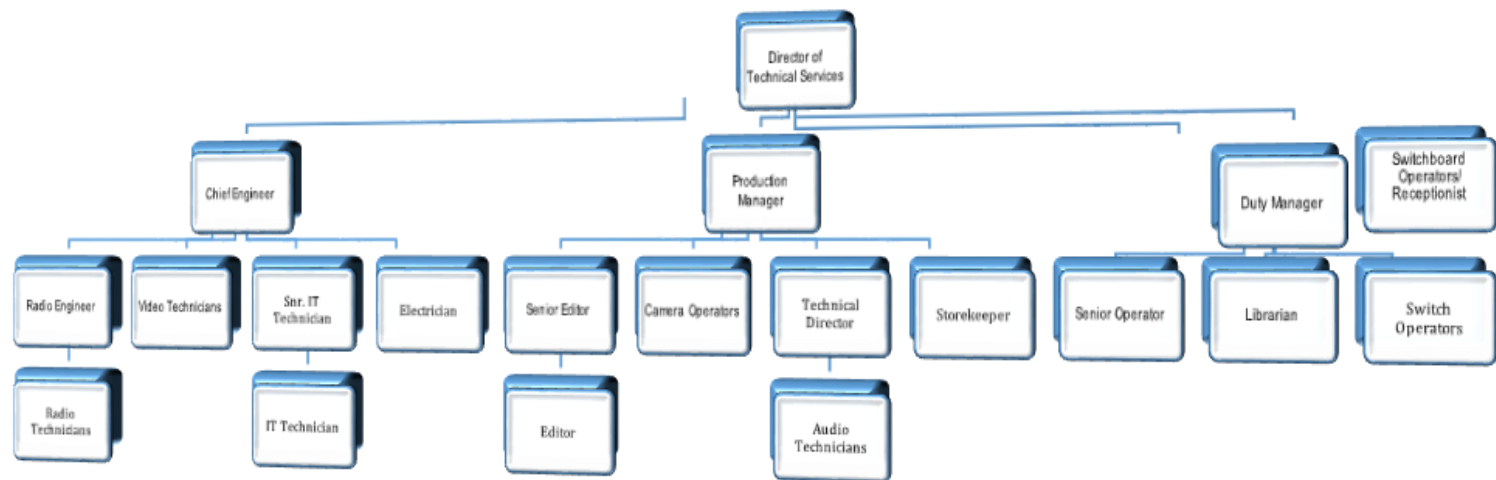 Director of
Technical Services
Chief Engineer
Production
Manager
Duty Manager
Switchboard
Operators/
Receptionist
Radio Engineer
Video Technicians
Snr. IT
Technician
Electrician
Senior Editor
Camera Operators
Technical
Director
Storekeeper
Senior Operator
Librarian
Switch
Operators
Radio
Technicians
IT Technician
Editor
Audio
Technicians